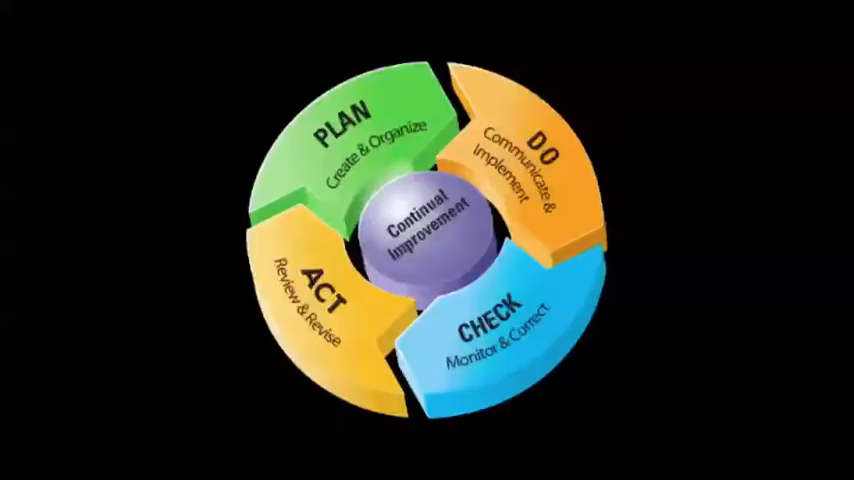 PLAN
Create & Organize
DO
Communicate &
Implement
CHECK
Monitor & Correct
ACT
Review & Revise
Continual
Improvement